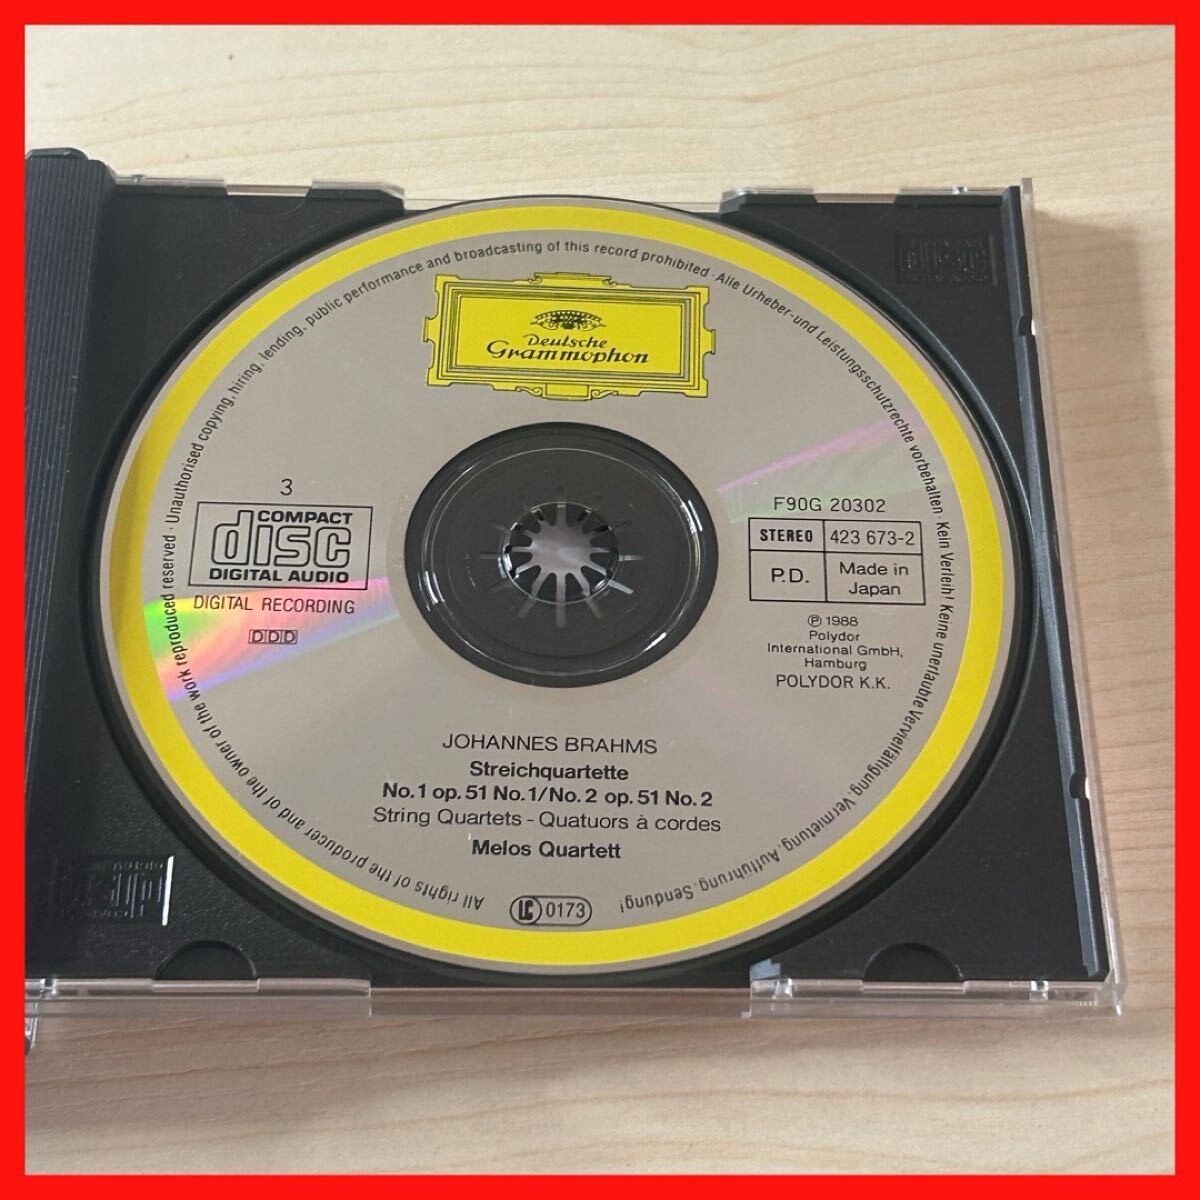 Deutsche
Grammophon
3
COMPACT
disc
DIGITAL AUDIO
DIGITAL RECORDING
DDD
F90G 20302
STEREO 423 673-2
P.D. Made in
Japan
℗ 1988
Polydor
International GmbH,
Hamburg
POLYDOR K.K.
JOHANNES BRAHMS
Streichquartette
No.1 op.51 No.1/No.2 op.51 No.2
String Quartets - Quatuors à cordes
Melos Quartett
LC 0173
All rights of the producer and of the owner of the work reproduced reserved · Unauthorised copying, hiring, lending, public performance and broadcasting of this record prohibited · Alle Urheber- und Leistungsschutzrechte vorbehalten · Kein Verleih! Keine unerlaubte Vervielfältigung, Vermietung, Aufführung, Sendung!